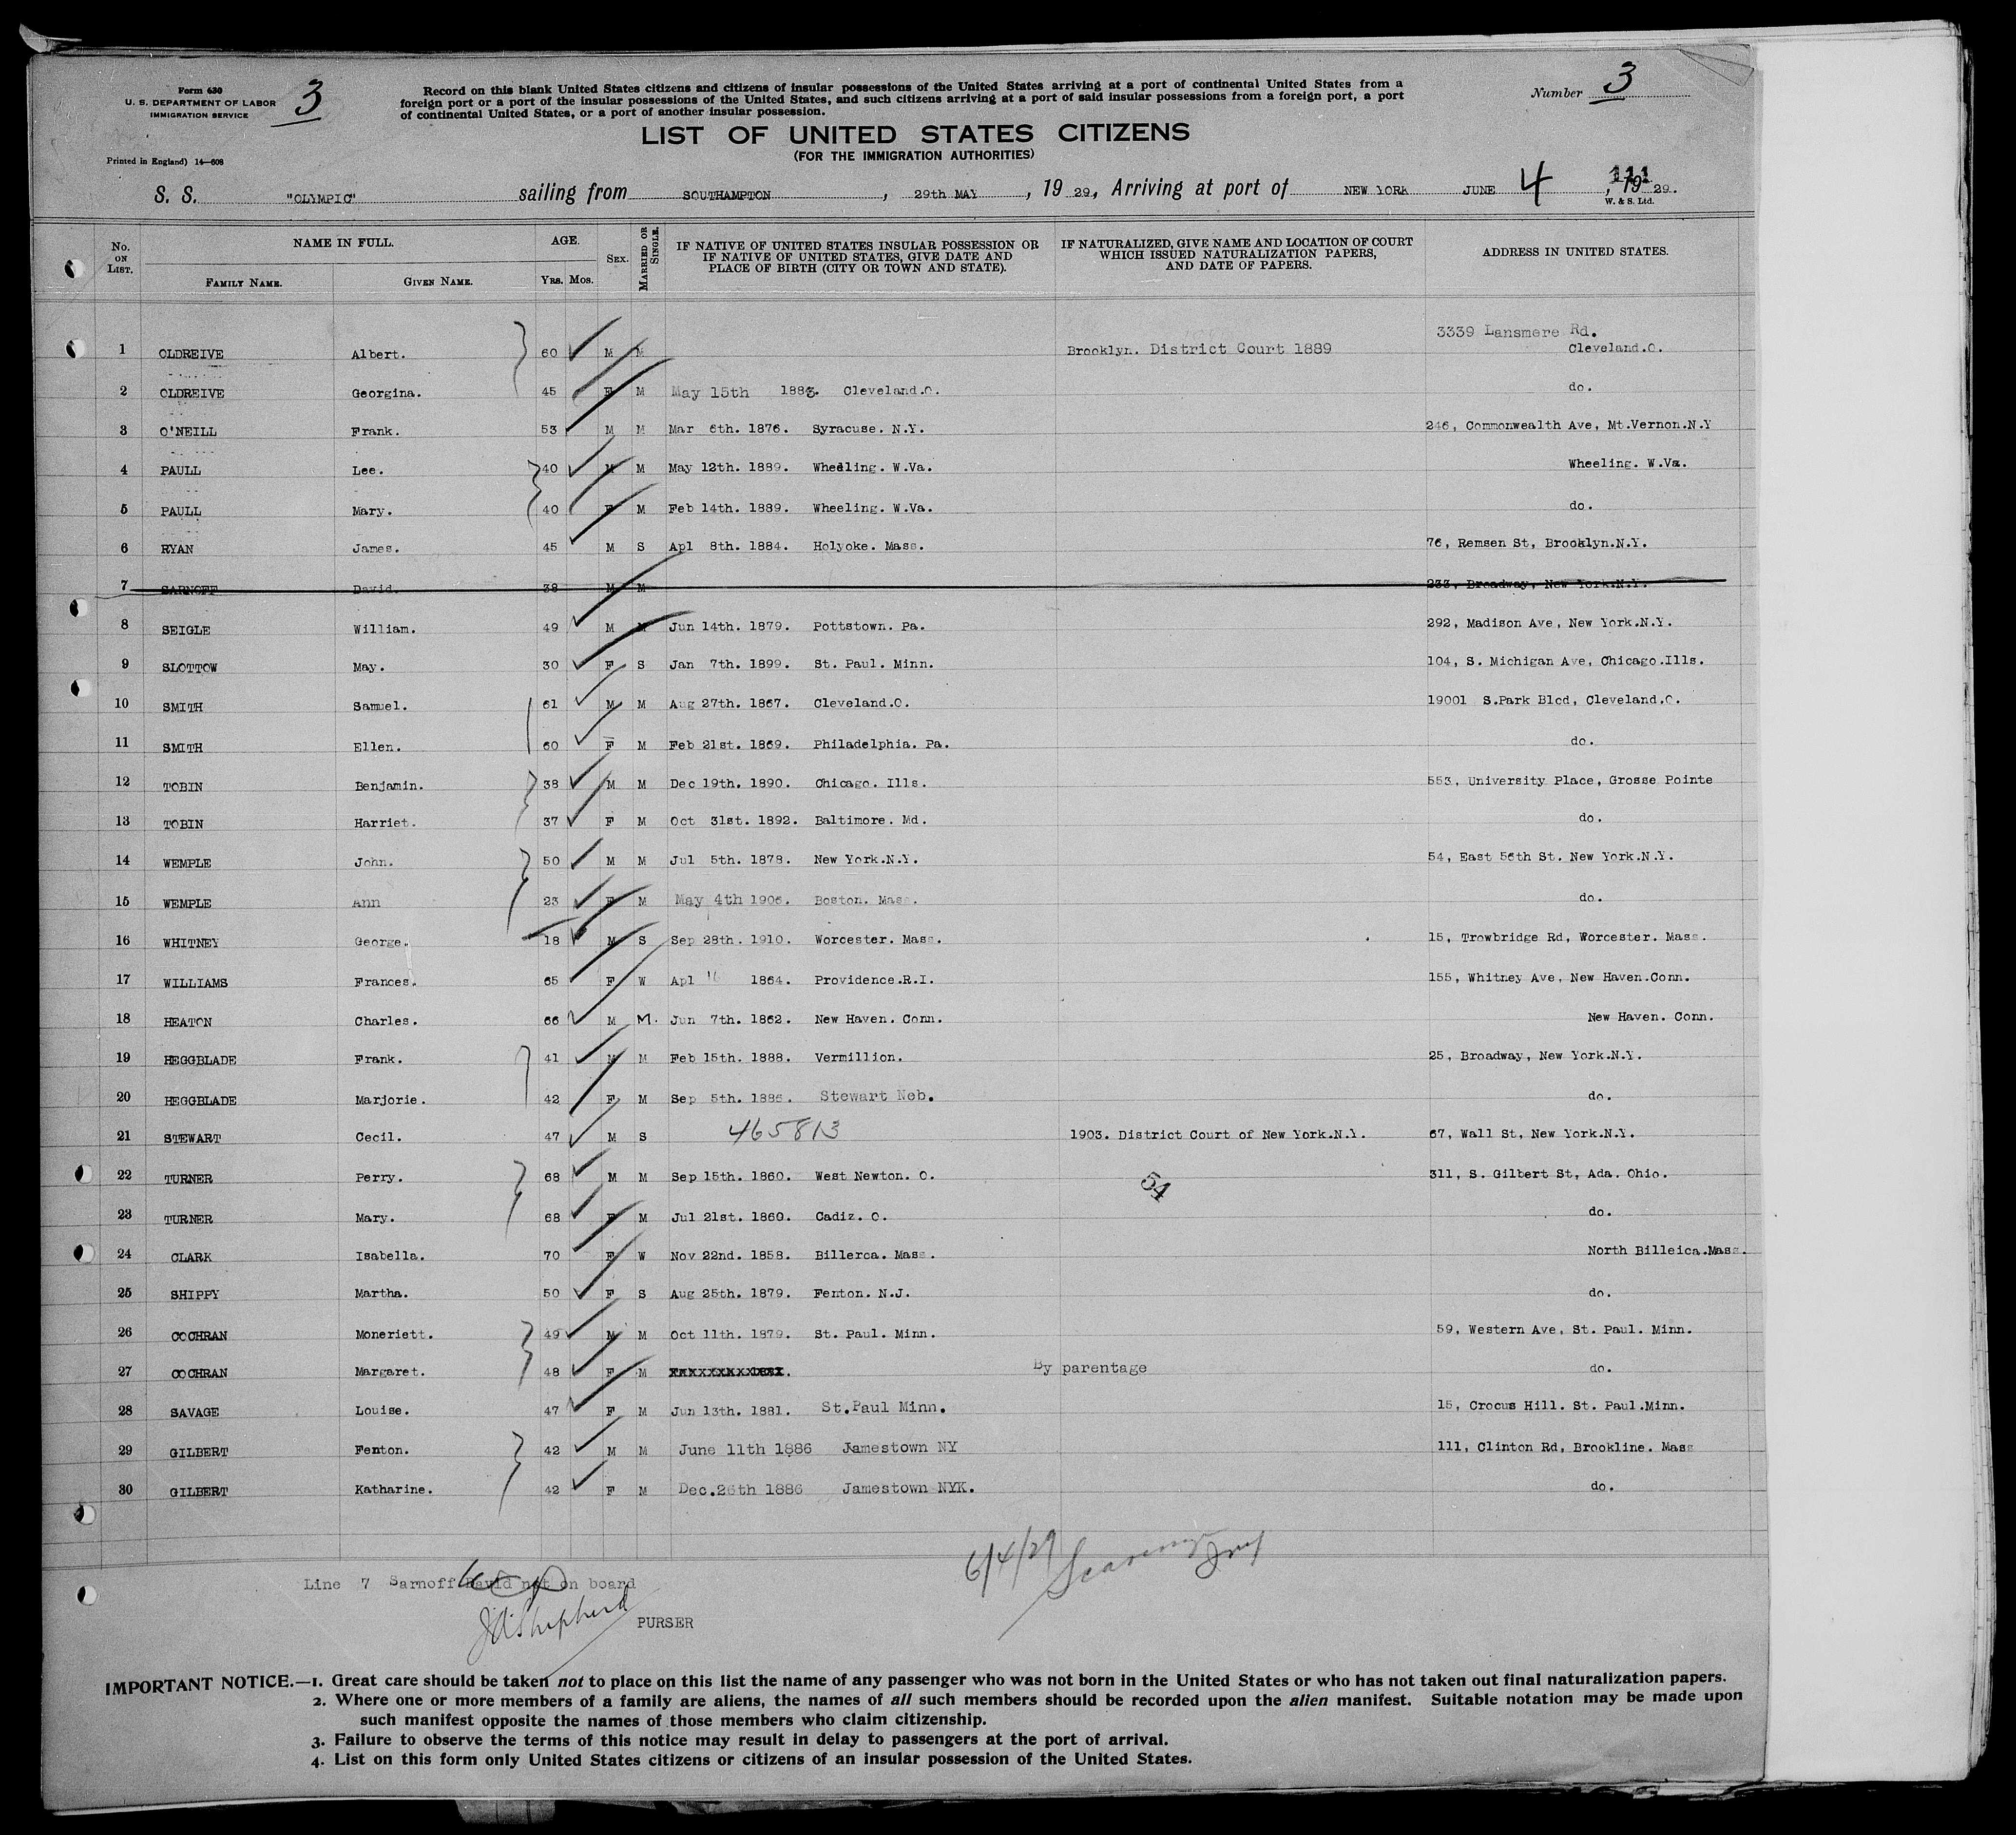 Form 630
U. S. DEPARTMENT OF LABOR
IMMIGRATION SERVICE
3
Record on this blank United States citizens and citizens of insular possessions of the United States arriving at a port of continental United States from a
foreign port or a port of the insular possessions of the United States, and such citizens arriving at a port of said insular possessions from a foreign port, a port
of continental United States, or a port of another insular possession.
Number 3
LIST OF UNITED STATES CITIZENS
(FOR THE IMMIGRATION AUTHORITIES)
Printed in England) 14—608
111
S. S. "OLYMPIC" sailing from SOUTHAMPTON, 29th MAY, 19 29., Arriving at port of NEW YORK JUNE 4, 19 29.
W. & S. Ltd.
No. ON LIST. NAME IN FULL. FAMILY NAME. GIVEN NAME. AGE. YRS. MOS. SEX. MARRIED OR SINGLE. IF NATIVE OF UNITED STATES INSULAR POSSESSION OR IF NATIVE OF UNITED STATES, GIVE DATE AND PLACE OF BIRTH (CITY OR TOWN AND STATE). IF NATURALIZED, GIVE NAME AND LOCATION OF COURT WHICH ISSUED NATURALIZATION PAPERS, AND DATE OF PAPERS. ADDRESS IN UNITED STATES.
3339 Lansmere Rd.
1 OLDREIVE Albert. 60 M M Brooklyn. District Court 1889 Cleveland.O.
2 OLDREIVE Georgina. 45 F M May 15th 1883. Cleveland.O. do.
3 O'NEILL Frank. 53 M M Mar 6th. 1876. Syracuse. N.Y. 246, Commonwealth Ave, Mt.Vernon.N.Y
4 PAULL Lee. 40 M M May 12th. 1889. Wheeling. W.Va. Wheeling. W.Va.
5 PAULL Mary. 40 F M Feb 14th. 1889. Wheeling. W.Va. do.
6 RYAN James. 45 M S Apl 8th. 1884. Holyoke. Mass. 76, Remsen St, Brooklyn.N.Y.
7 SARNOFF David. 38 M M 233, Broadway, New York.N.Y.
8 SEIGLE William. 49 M M Jun 14th. 1879. Pottstown. Pa. 292, Madison Ave, New York.N.Y.
9 SLOTTOW May. 30 F S Jan 7th. 1899. St. Paul. Minn. 104, S. Michigan Ave, Chicago.Ills.
10 SMITH Samuel. 61 M M Aug 27th. 1867. Cleveland.O. 19001 S.Park Blcd, Cleveland.O.
11 SMITH Ellen. 60 F M Feb 21st. 1869. Philadelphia. Pa. do.
12 TOBIN Benjamin. 38 M M Dec 19th. 1890. Chicago. Ills. 553, University Place, Grosse Pointe
13 TOBIN Harriet. 37 F M Oct 31st. 1892. Baltimore. Md. do.
14 WEMPLE John. 50 M M Jul 5th. 1878. New York.N.Y. 54, East 56th St. New York.N.Y.
15 WEMPLE Ann 23 F M May 4th 1906. Boston. Mass. do.
16 WHITNEY George. 18 M S Sep 28th. 1910. Worcester. Mass. 15, Trowbridge Rd, Worcester. Mass.
17 WILLIAMS Frances. 65 F W Apl 16 1864. Providence.R.I. 155, Whitney Ave, New Haven.Conn.
18 HEATON Charles. 66 M M. Jun 7th. 1862. New Haven. Conn. New Haven. Conn.
19 HEGGBLADE Frank. 41 M M Feb 15th. 1888. Vermillion. 25, Broadway, New York.N.Y.
20 HEGGBLADE Marjorie. 42 F M Sep 5th. 1886. Stewart Neb. do.
21 STEWART Cecil. 47 M S 465813 1903. District Court of New York.N.Y. 67, Wall St, New York.N.Y.
22 TURNER Perry. 68 M M Sep 15th. 1860. West Newton. O. 311, S. Gilbert St, Ada. Ohio.
54
23 TURNER Mary. 68 F M Jul 21st. 1860. Cadiz. O. do.
24 CLARK Isabella. 70 F W Nov 22nd. 1858. Billerca. Mass. North Billeica.Mass.
25 SHIPPY Martha. 50 F S Aug 25th. 1879. Fenton. N.J. do.
26 COCHRAN Moneriett. 49 M M Oct 11th. 1879. St. Paul. Minn. 59, Western Ave, St. Paul. Minn.
27 COCHRAN Margaret. 48 F M By parentage do.
28 SAVAGE Louise. 47 F M Jun 13th. 1881. St.Paul Minn. 15, Crocus Hill. St. Paul.Minn.
29 GILBERT Fenton. 42 M M June 11th 1886 Jamestown NY 111, Clinton Rd, Brookline. Mass
30 GILBERT Katharine. 42 F M Dec.26th 1886 Jamestown NYK. do.
6/4/29
Line 7 Sarnoff David not on board
J A Shepherd PURSER
IMPORTANT NOTICE.—1. Great care should be taken not to place on this list the name of any passenger who was not born in the United States or who has not taken out final naturalization papers.
2. Where one or more members of a family are aliens, the names of all such members should be recorded upon the alien manifest. Suitable notation may be made upon
such manifest opposite the names of those members who claim citizenship.
3. Failure to observe the terms of this notice may result in delay to passengers at the port of arrival.
4. List on this form only United States citizens or citizens of an insular possession of the United States.